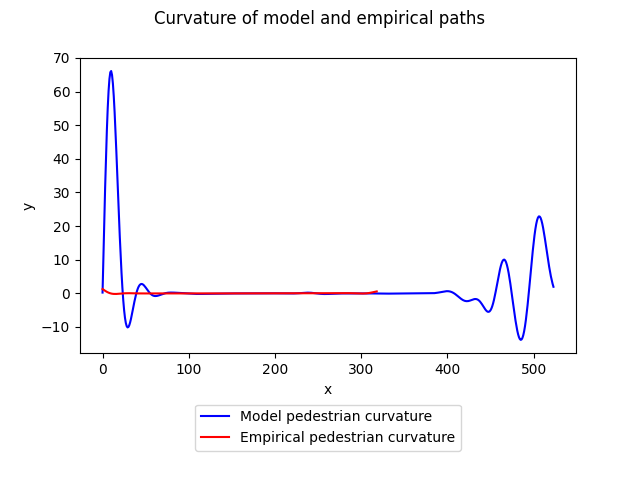 Curvature of model and empirical paths
70
60
50
40
30
20
10
0
−10
y
0 100 200 300 400 500
x
Model pedestrian curvature
Empirical pedestrian curvature